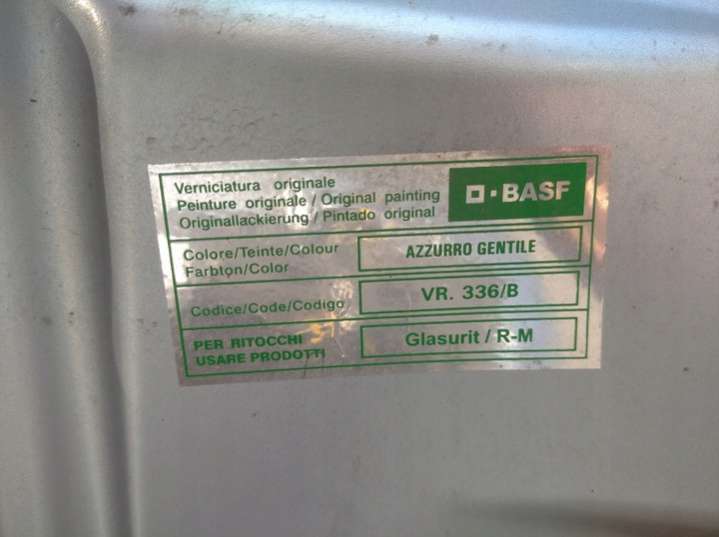 Verniciatura originale
Peinture originale / Original painting
Originallackierung / Pintado original
BASF
Colore/Teinte/Colour
Farbton/Color
AZZURRO GENTILE
Codice/Code/Codigo
VR. 336/B
PER RITOCCHI
USARE PRODOTTI
Glasurit / R-M